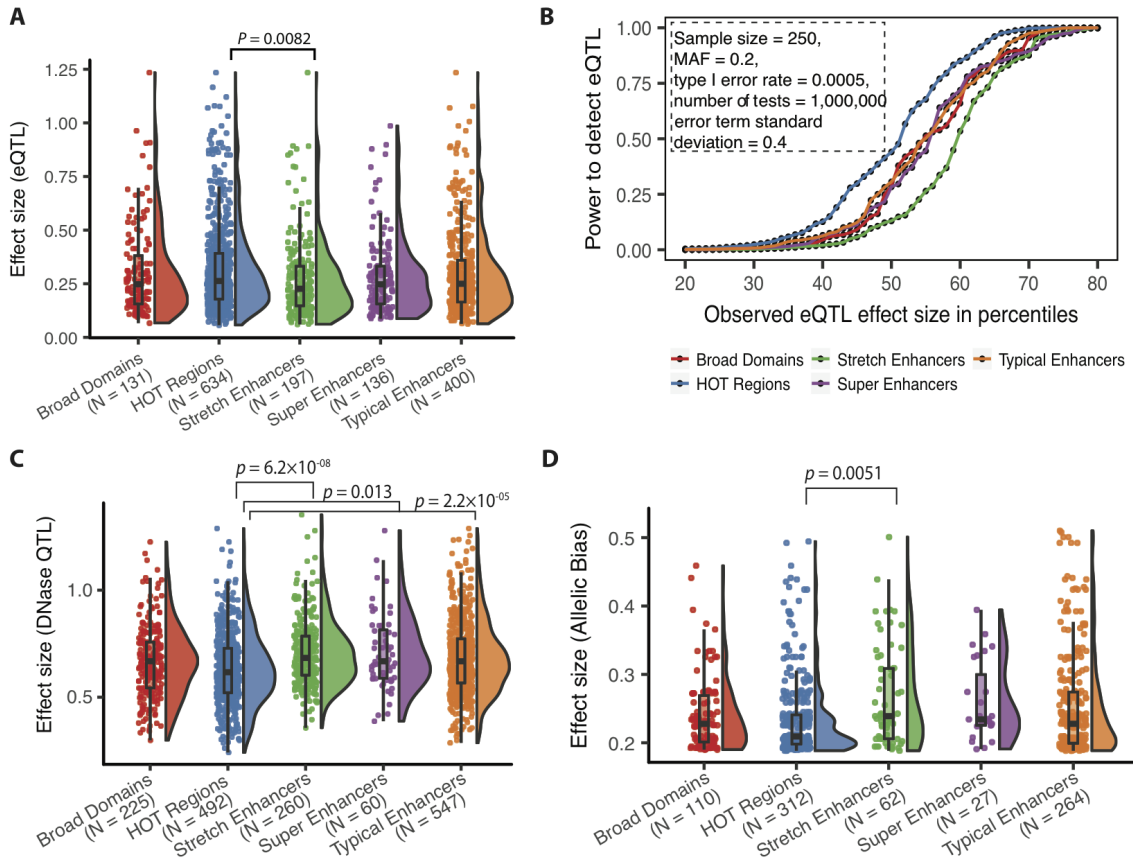 A
P = 0.0082
Effect size (eQTL)
1.25
1.00
0.75
0.50
0.25
0.00
Broad Domains
(N = 131)
HOT Regions
(N = 634)
Stretch Enhancers
(N = 197)
Super Enhancers
(N = 136)
Typical Enhancers
(N = 400)
B
Power to detect eQTL
1.00
0.75
0.50
0.25
0.00
Sample size = 250,
MAF = 0.2,
type I error rate = 0.0005,
number of tests = 1,000,000
error term standard
deviation = 0.4
20 30 40 50 60 70 80
Observed eQTL effect size in percentiles
Broad Domains Stretch Enhancers Typical Enhancers
HOT Regions Super Enhancers
C
p = 6.2×10⁻⁰⁸
p = 0.013
p = 2.2×10⁻⁰⁵
Effect size (DNase QTL)
1.0
0.5
Broad Domains
(N = 225)
HOT Regions
(N = 492)
Stretch Enhancers
(N = 260)
Super Enhancers
(N = 60)
Typical Enhancers
(N = 547)
D
p = 0.0051
Effect size (Allelic Bias)
0.5
0.4
0.3
0.2
Broad Domains
(N = 110)
HOT Regions
(N = 312)
Stretch Enhancers
(N = 62)
Super Enhancers
(N = 27)
Typical Enhancers
(N = 264)